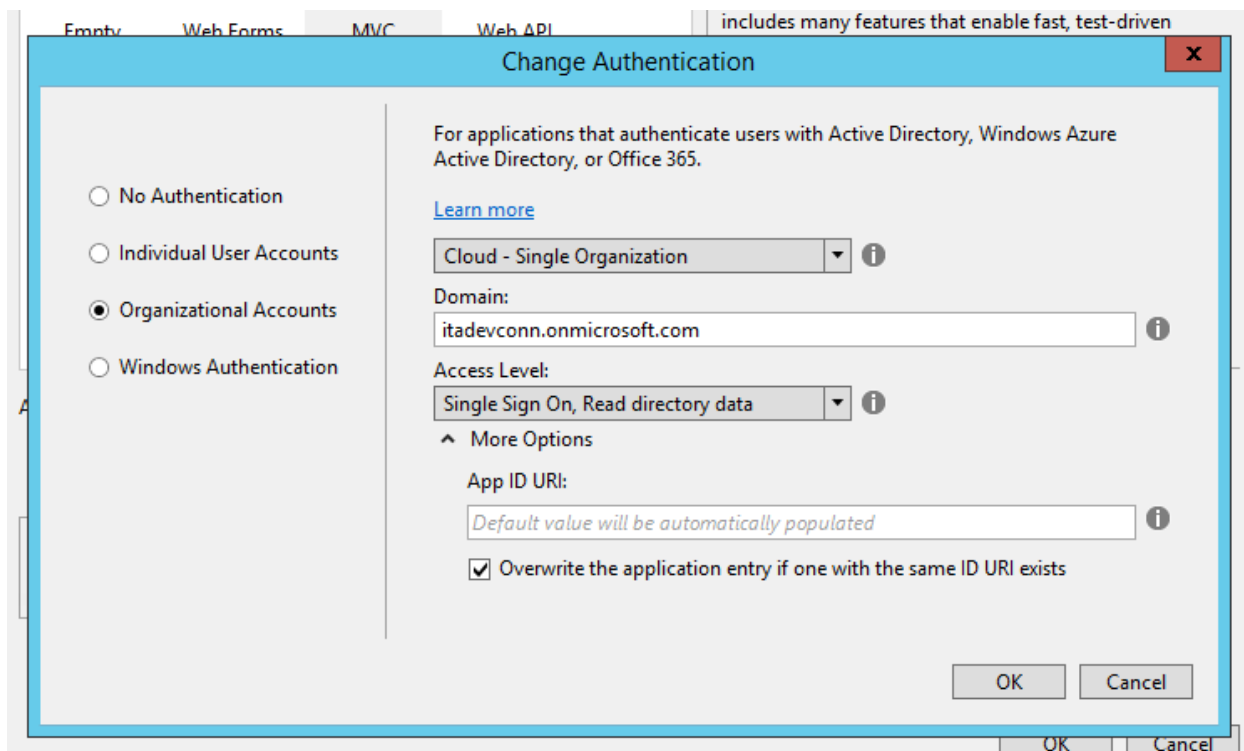 includes many features that enable fast, test-driven
Empty Web Forms MVC Web API
Change Authentication
x
For applications that authenticate users with Active Directory, Windows Azure
Active Directory, or Office 365.
No Authentication
Learn more
Individual User Accounts
Cloud - Single Organization
Domain:
Organizational Accounts
itadevconn.onmicrosoft.com
Windows Authentication
Access Level:
Single Sign On, Read directory data
More Options
App ID URI:
Default value will be automatically populated
Overwrite the application entry if one with the same ID URI exists
OK Cancel
OK Cancel